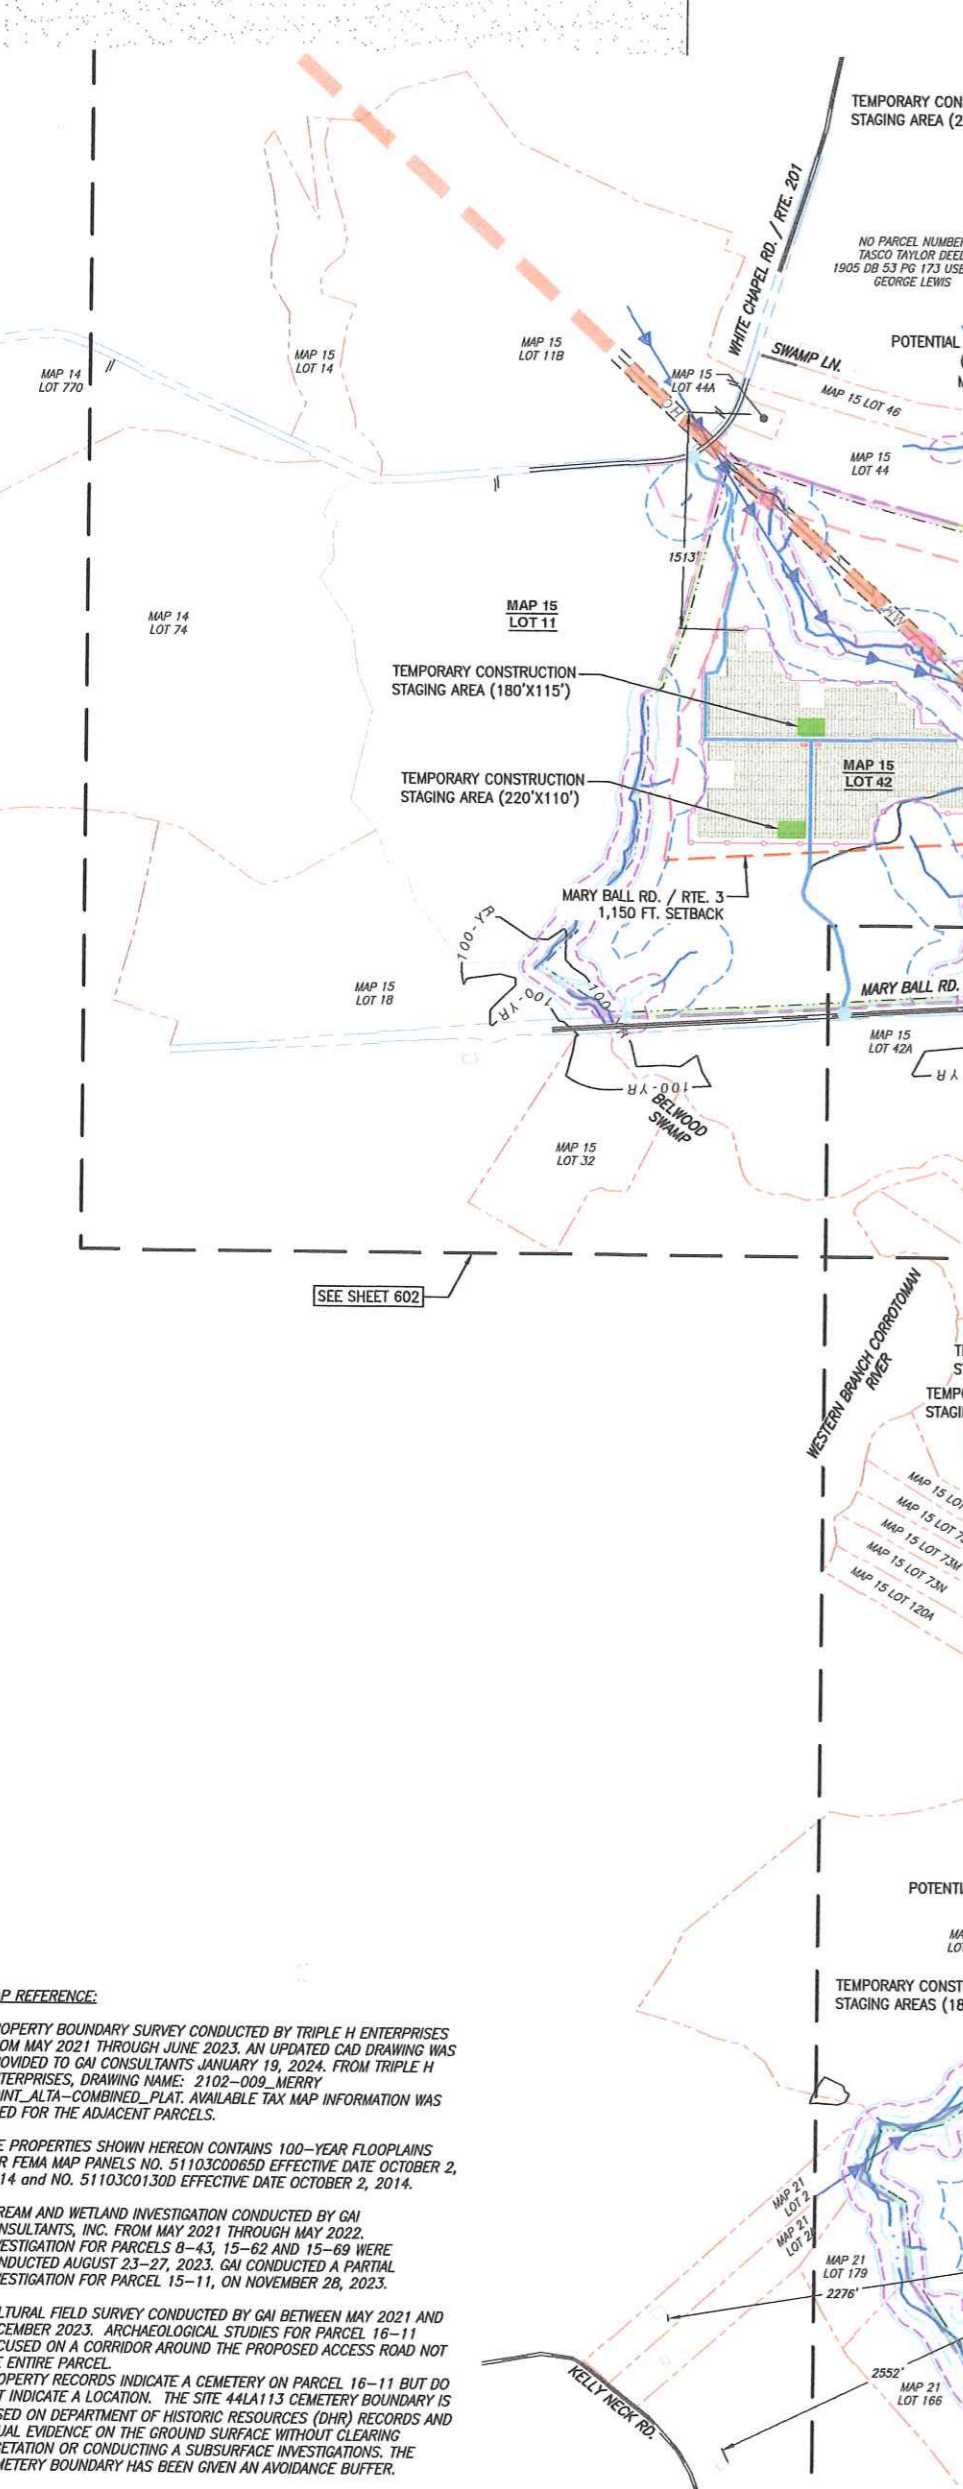 TEMPORARY CON
STAGING AREA (2
WHITE CHAPEL RD. / RTE. 201
NO PARCEL NUMBER
TASCO TAYLOR DEED
1905 DB 53 PG 173 USE
GEORGE LEWIS
POTENTIAL
(
M
SWAMP LN.
MAP 14
LOT 770
MAP 15
LOT 14
MAP 15
LOT 11B
MAP 15
LOT 44A
MAP 15 LOT 46
MAP 15
LOT 44
OH
1513'
MAP 14
LOT 74
MAP 15
LOT 11
TEMPORARY CONSTRUCTION
STAGING AREA (180'X115')
TEMPORARY CONSTRUCTION
STAGING AREA (220'X110')
MAP 15
LOT 42
MARY BALL RD. / RTE. 3
1,150 FT. SETBACK
100-YR
100-YR
MAP 15
LOT 18
MARY BALL RD.
MAP 15
LOT 42A
YR
100-YR
BELWOOD
SWAMP
MAP 15
LOT 32
SEE SHEET 602
WESTERN BRANCH CORROTOMAN
RIVER
T
S
TEMPO
STAGI
MAP 15 LOT
MAP 15 LOT 73
MAP 15 LOT 73M
MAP 15 LOT 73N
MAP 15 LOT 120A
POTENTI
MA
LO
TEMPORARY CONST
STAGING AREAS (18
P REFERENCE:
OPERTY BOUNDARY SURVEY CONDUCTED BY TRIPLE H ENTERPRISES
OM MAY 2021 THROUGH JUNE 2023. AN UPDATED CAD DRAWING WAS
OVIDED TO GAI CONSULTANTS JANUARY 19, 2024. FROM TRIPLE H
TERPRISES, DRAWING NAME: 2102-009_MERRY
INT_ALTA-COMBINED_PLAT. AVAILABLE TAX MAP INFORMATION WAS
ED FOR THE ADJACENT PARCELS.
E PROPERTIES SHOWN HEREON CONTAINS 100-YEAR FLOOPLAINS
R FEMA MAP PANELS NO. 51103C0065D EFFECTIVE DATE OCTOBER 2,
14 and NO. 51103C0130D EFFECTIVE DATE OCTOBER 2, 2014.
REAM AND WETLAND INVESTIGATION CONDUCTED BY GAI
NSULTANTS, INC. FROM MAY 2021 THROUGH MAY 2022.
VESTIGATION FOR PARCELS 8-43, 15-62 AND 15-69 WERE
NDUCTED AUGUST 23-27, 2023. GAI CONDUCTED A PARTIAL
ESTIGATION FOR PARCEL 15-11, ON NOVEMBER 28, 2023.
LTURAL FIELD SURVEY CONDUCTED BY GAI BETWEEN MAY 2021 AND
CEMBER 2023. ARCHAEOLOGICAL STUDIES FOR PARCEL 16-11
CUSED ON A CORRIDOR AROUND THE PROPOSED ACCESS ROAD NOT
E ENTIRE PARCEL.
OPERTY RECORDS INDICATE A CEMETERY ON PARCEL 16-11 BUT DO
T INDICATE A LOCATION. THE SITE 44LA113 CEMETERY BOUNDARY IS
SED ON DEPARTMENT OF HISTORIC RESOURCES (DHR) RECORDS AND
UAL EVIDENCE ON THE GROUND SURFACE WITHOUT CLEARING
GETATION OR CONDUCTING A SUBSURFACE INVESTIGATIONS. THE
METERY BOUNDARY HAS BEEN GIVEN AN AVOIDANCE BUFFER.
MAP 21
LOT 2
MAP 21
MAP 21
LOT 179
2276'
2552'
MAP 21
LOT 166
KELLY NECK RD.